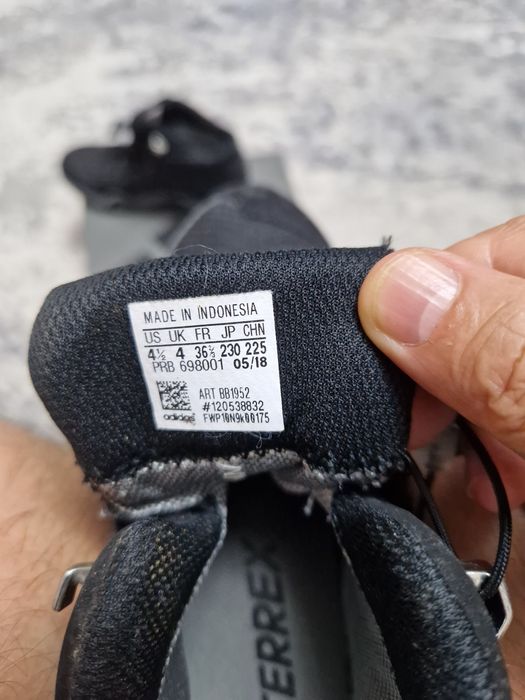 MADE IN INDONESIA
US UK FR JP CHN
4½ 4 36⅔ 230 225
PRB 698001 05/18
ART BB1952
#120538832
adidas FWP10N9k00175
TERREX